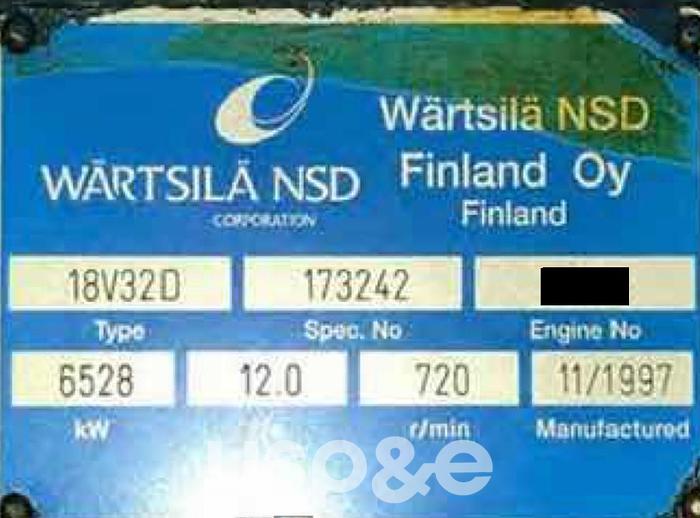 WÄRTSILÄ NSD
CORPORATION
Wärtsilä NSD
Finland Oy
Finland
18V32D 173242
Type Spec. No Engine No
6528 12.0 720 11/1997
kW r/min Manufactured
usp&e